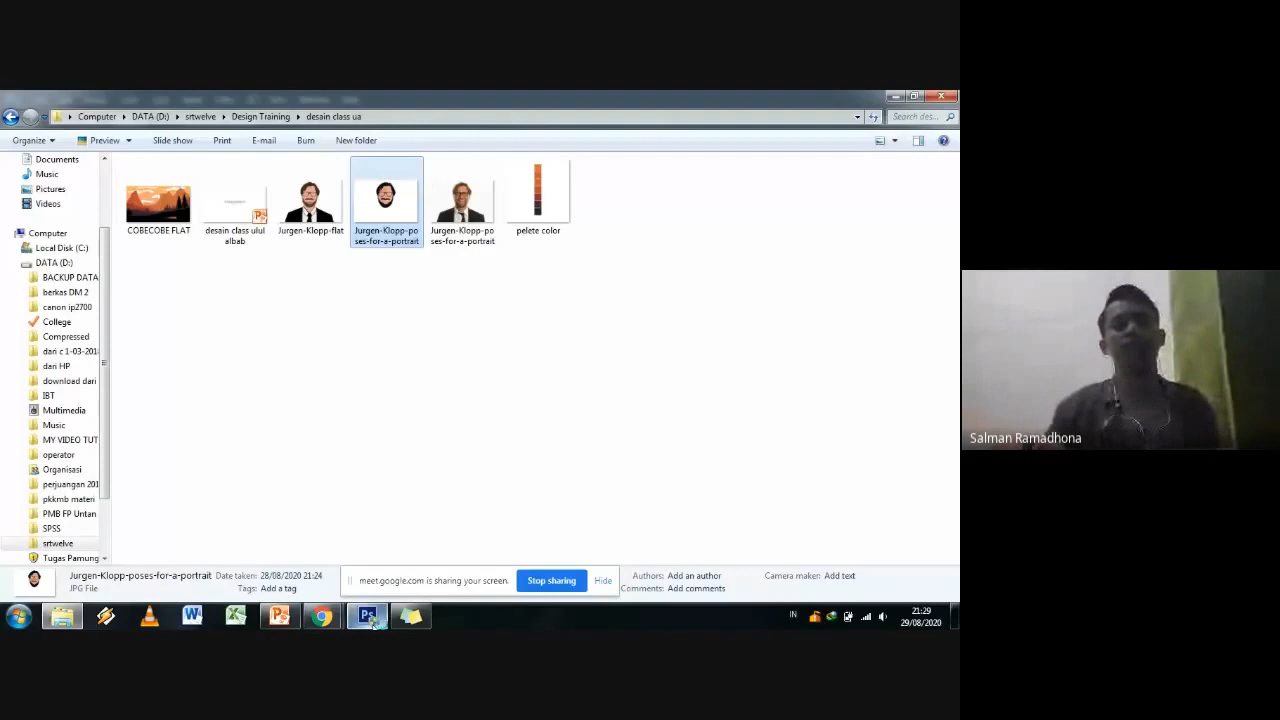 Computer
DATA (D:)
srtwelve
Design Training
desain class ua
Search des...
Organize
Preview
Slide show
Print
E-mail
Burn
New folder
Documents
Music
Pictures
Videos
Computer
Local Disk (C:)
DATA (D:)
BACKUP DATA
berkas DM 2
canon ip2700
College
Compressed
dari c 1-03-201
dari HP
download dari
IBT
Multimedia
Music
MY VIDEO TUT
operator
Organisasi
perjuangan 201
pkkmb materi
PMB FP Untan
SPSS
srtwelve
Tugas Pamung
COBECOBE FLAT
desain class ulul
albab
Jurgen-Klopp-flat
Jurgen-Klopp-po
ses-for-a-portrait
Jurgen-Klopp-po
ses-for-a-portrait
pelete color
Jurgen-Klopp-poses-for-a-portrait
JPG File
Date taken: 28/08/2020 21:24
Tags: Add a tag
meet.google.com is sharing your screen.
Stop sharing
Hide
Authors: Add an author
Comments: Add comments
Camera maker: Add text
IN
21:29
29/08/2020
Salman Ramadhona